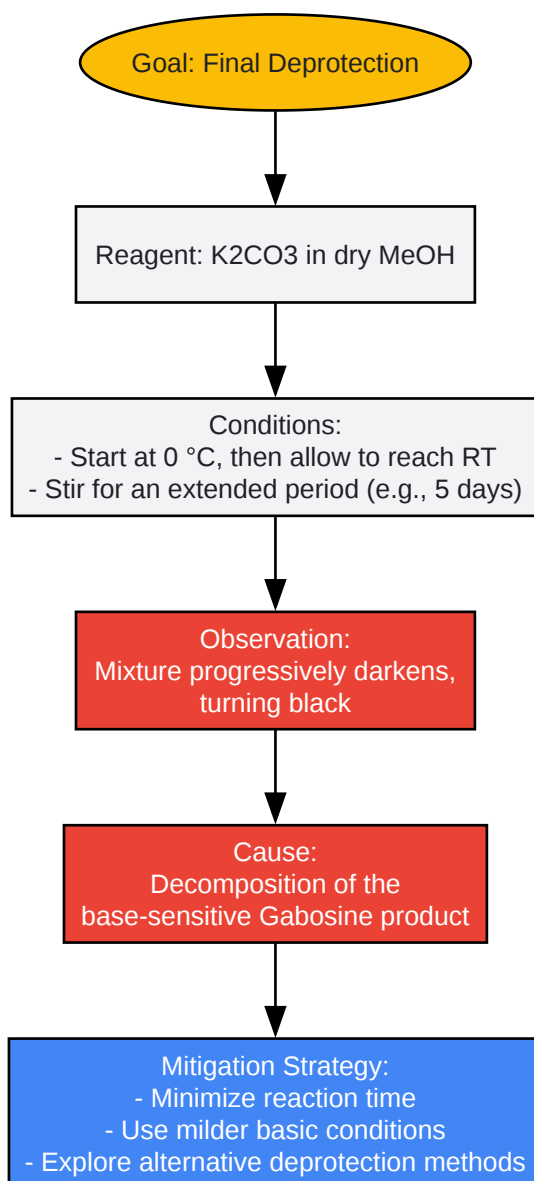 Goal: Final Deprotection
Reagent: K2CO3 in dry MeOH
Conditions:
- Start at 0 °C, then allow to reach RT
- Stir for an extended period (e.g., 5 days)
Observation:
Mixture progressively darkens,
turning black
Cause:
Decomposition of the
base-sensitive Gabosine product
Mitigation Strategy:
- Minimize reaction time
- Use milder basic conditions
- Explore alternative deprotection methods